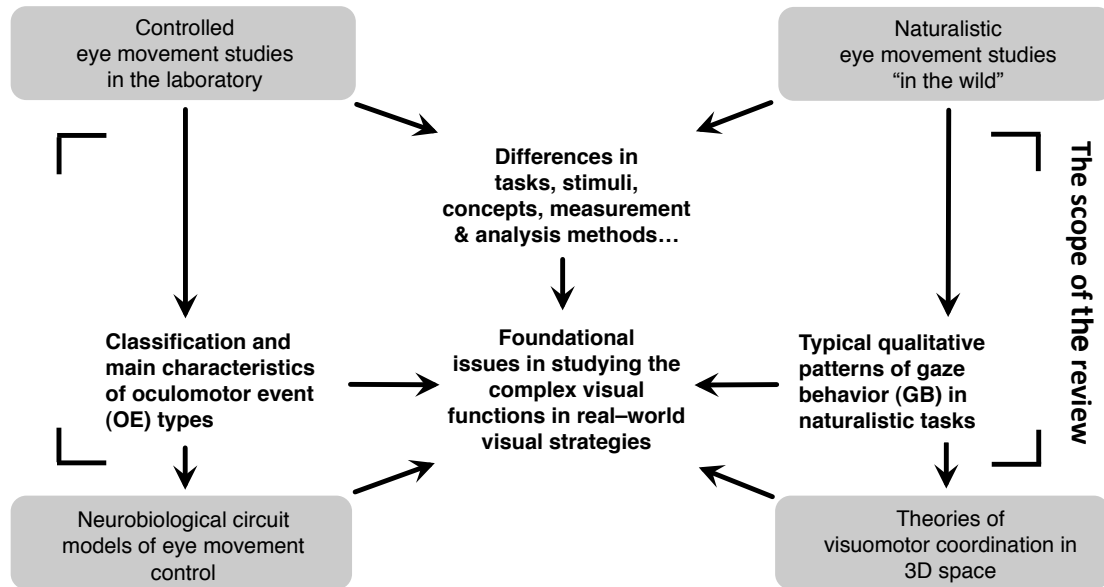 Controlled
eye movement studies
in the laboratory
Naturalistic
eye movement studies
“in the wild”
Differences in
tasks, stimuli,
concepts, measurement
& analysis methods…
The scope of the review
Classification and
main characteristics
of oculomotor event
(OE) types
Foundational
issues in studying the
complex visual
functions in real–world
visual strategies
Typical qualitative
patterns of gaze
behavior (GB) in
naturalistic tasks
Neurobiological circuit
models of eye movement
control
Theories of
visuomotor coordination in
3D space